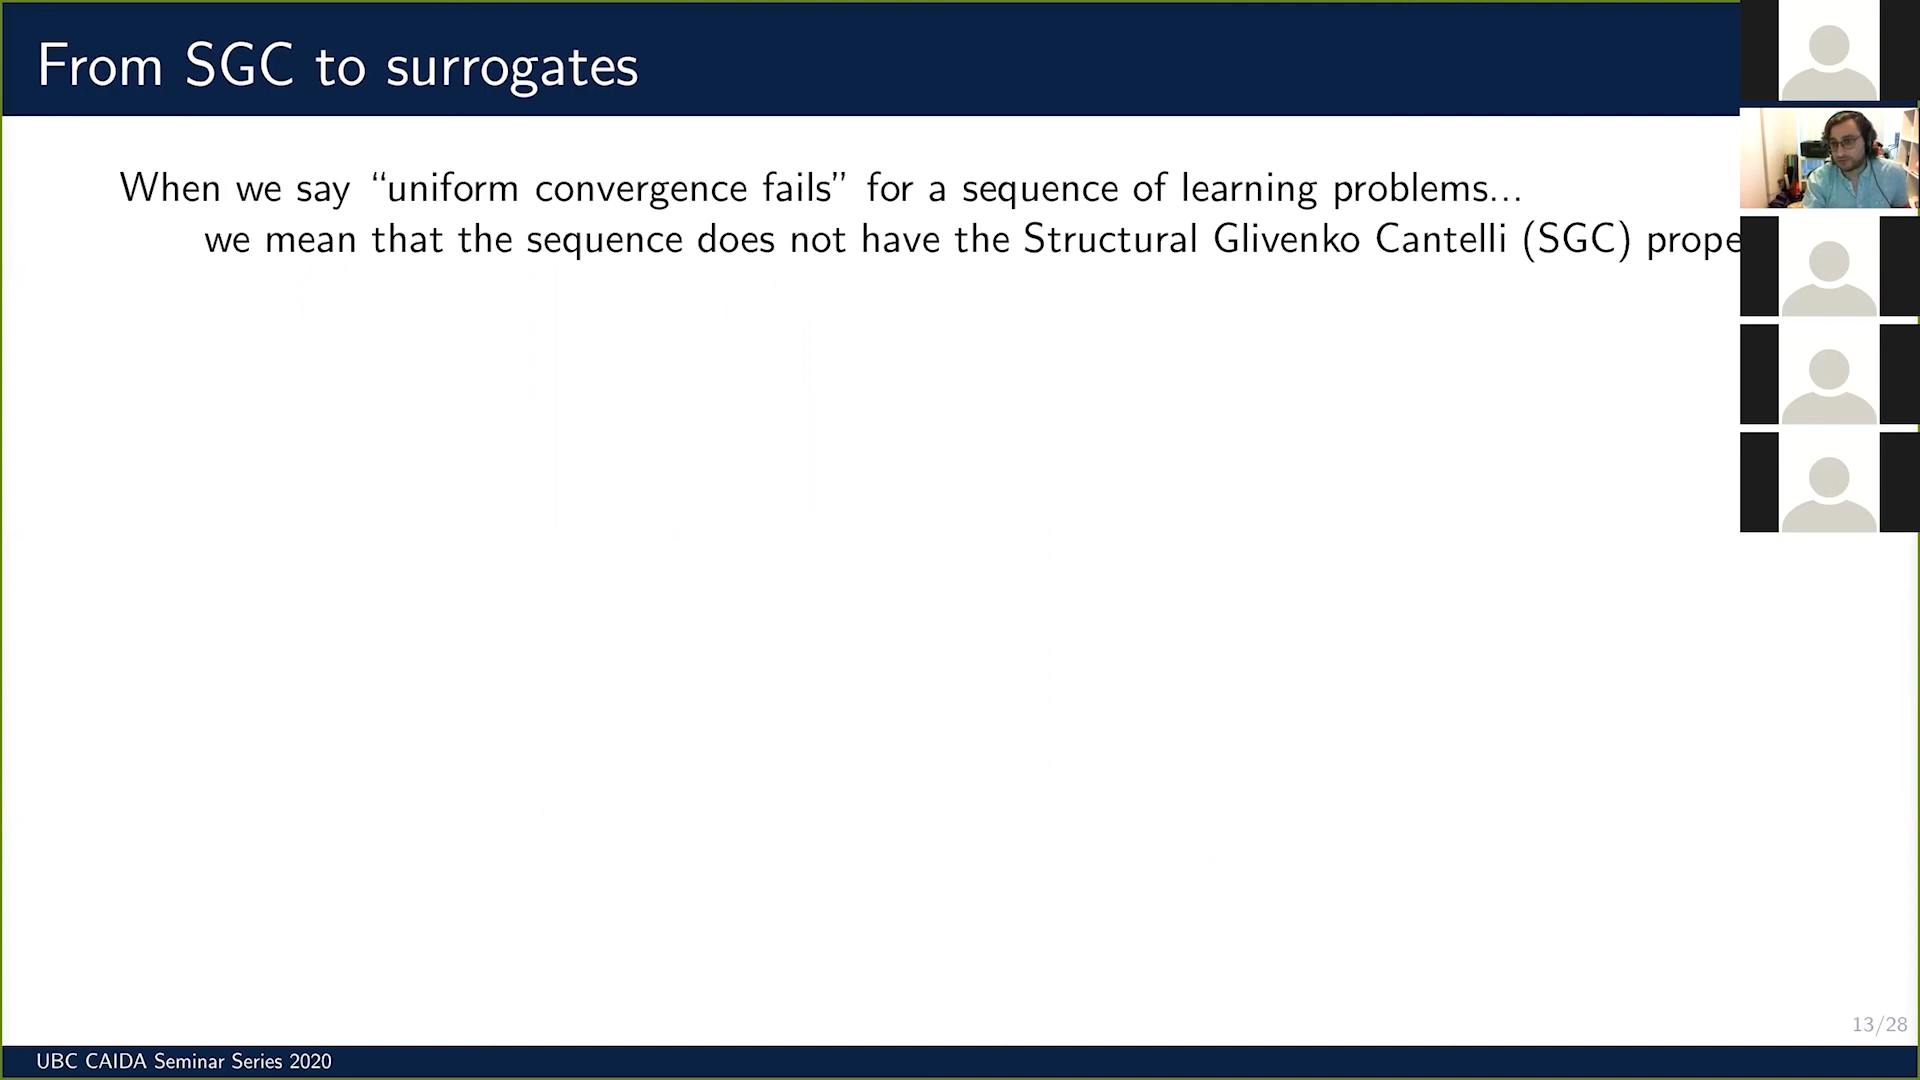 From SGC to surrogates
When we say “uniform convergence fails” for a sequence of learning problems...
we mean that the sequence does not have the Structural Glivenko Cantelli (SGC)
13/28
UBC CAIDA Seminar Series 2020